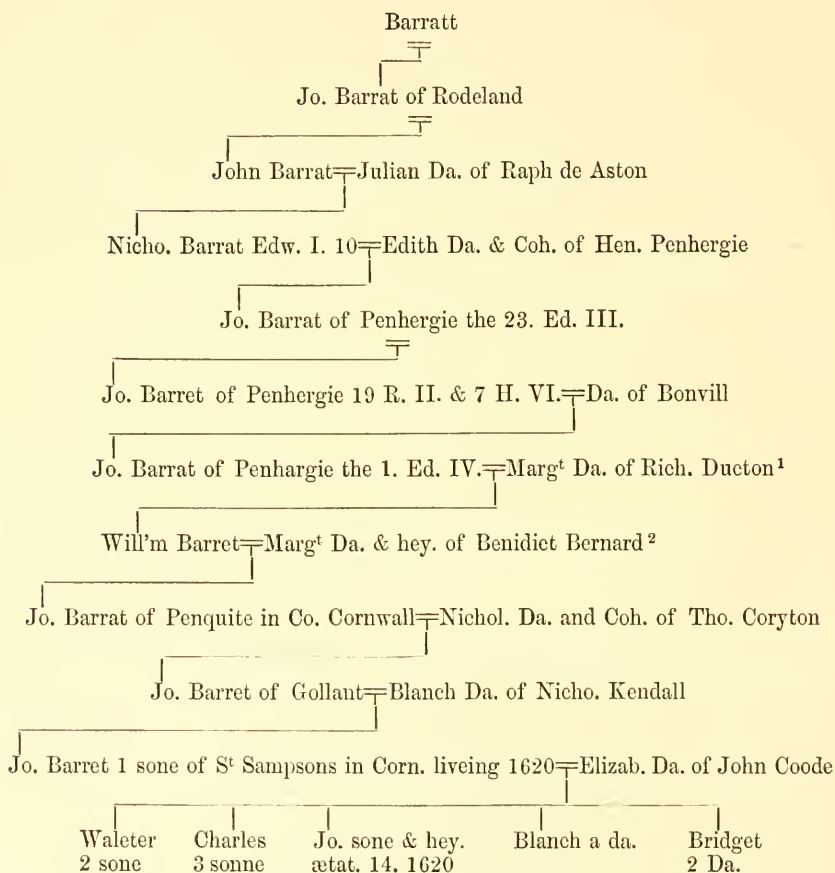 Barratt
Jo. Barrat of Rodeland
John Barrat Julian Da. of Raph de Aston
Nicho. Barrat Edw. I. 10 Edith Da. & Coh. of Hen. Penhergie
Jo. Barrat of Penhergie the 23. Ed. III.
Jo. Barret of Penhergie 19 R. II. & 7 H. VI. Da. of Bonvill
Jo. Barrat of Penhargie the 1. Ed. IV. Margᵗ Da. of Rich. Ducton¹
Will'm Barret Margᵗ Da. & hey. of Benidict Bernard²
Jo. Barrat of Penquite in Co. Cornwall Nichol. Da. and Coh. of Tho. Coryton
Jo. Barret of Gollant Blanch Da. of Nicho. Kendall
Jo. Barret 1 sone of Sᵗ Sampsons in Corn. liveing 1620 Elizab. Da. of John Coode
Waleter Charles Jo. sone & hey. Blanch a da. Bridget
2 sone 3 sonne ætat. 14, 1620 2 Da.